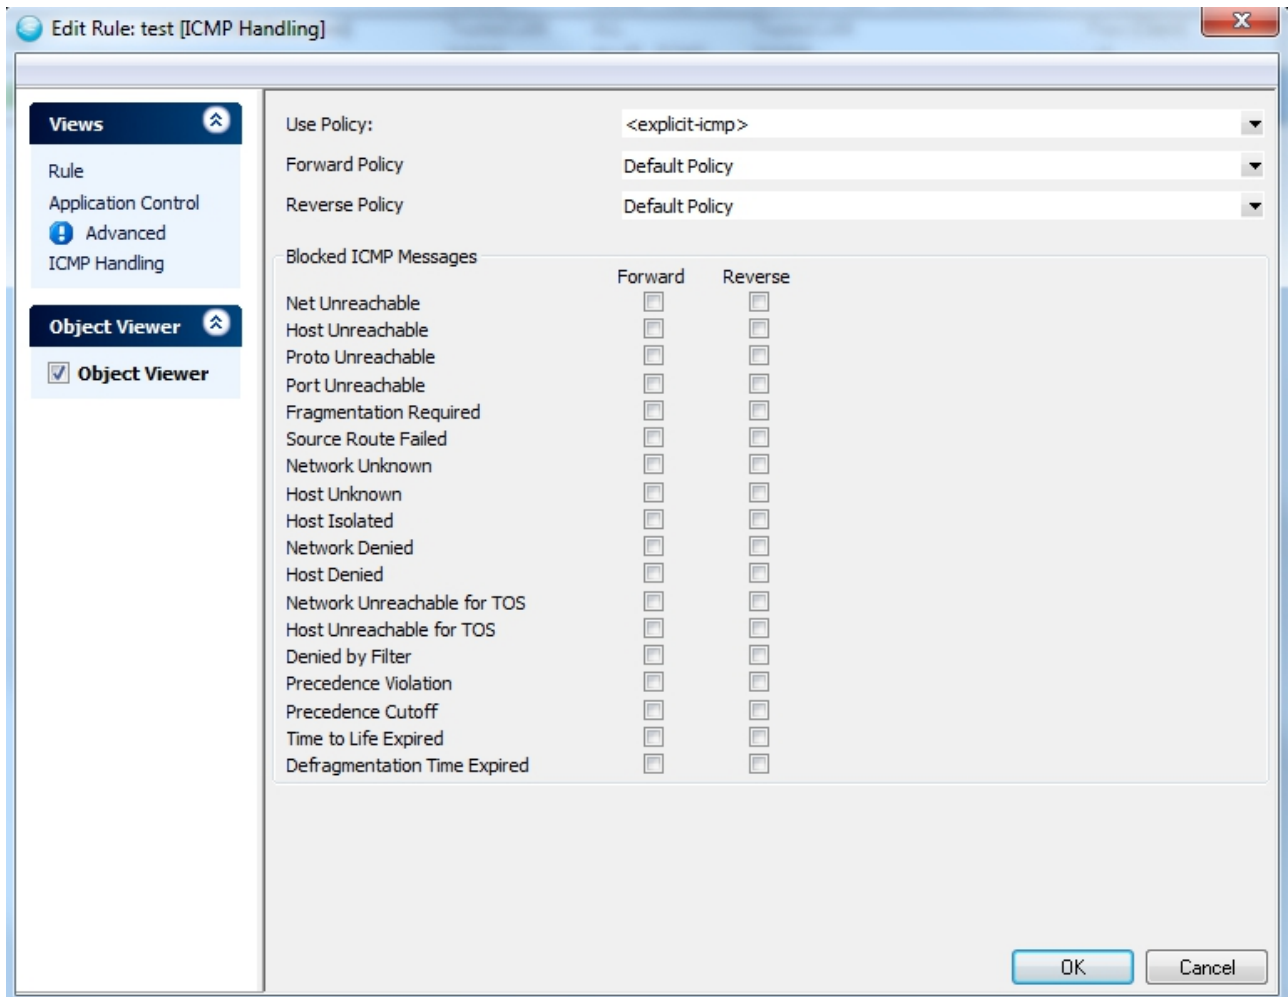 Edit Rule: test [ICMP Handling]
Views
Rule
Application Control
Advanced
ICMP Handling
Object Viewer
Object Viewer
Use Policy: <explicit-icmp>
Forward Policy Default Policy
Reverse Policy Default Policy
Blocked ICMP Messages
Forward Reverse
Net Unreachable
Host Unreachable
Proto Unreachable
Port Unreachable
Fragmentation Required
Source Route Failed
Network Unknown
Host Unknown
Host Isolated
Network Denied
Host Denied
Network Unreachable for TOS
Host Unreachable for TOS
Denied by Filter
Precedence Violation
Precedence Cutoff
Time to Life Expired
Defragmentation Time Expired
OK Cancel